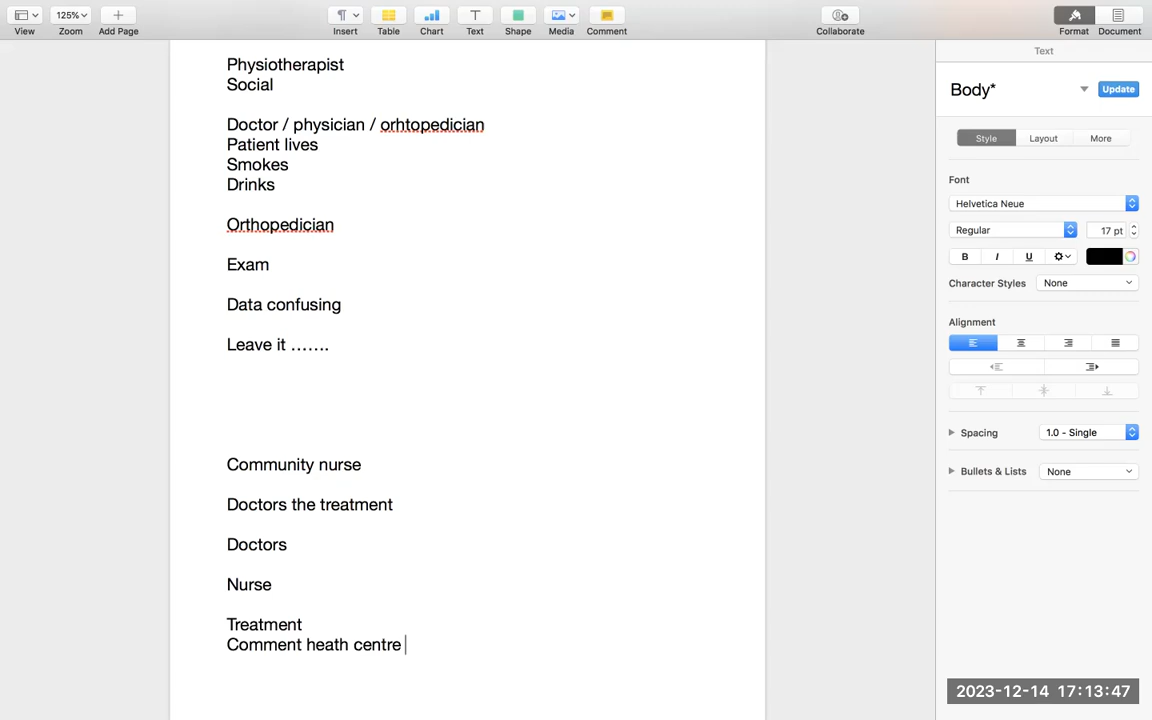 125%
View
Zoom
Add Page
Insert
Table
Chart
Text
Shape
Media
Comment
Collaborate
Format
Document
Physiotherapist
Social
Doctor / physician / orhtopedician
Patient lives
Smokes
Drinks
Orthopedician
Exam
Data confusing
Leave it …….
Community nurse
Doctors the treatment
Doctors
Nurse
Treatment
Comment heath centre
Text
Body*
Update
Style
Layout
More
Font
Helvetica Neue
Regular
17 pt
B I U
Character Styles
None
Alignment
Spacing
1.0 - Single
Bullets & Lists
None
2023-12-14 17:13:47